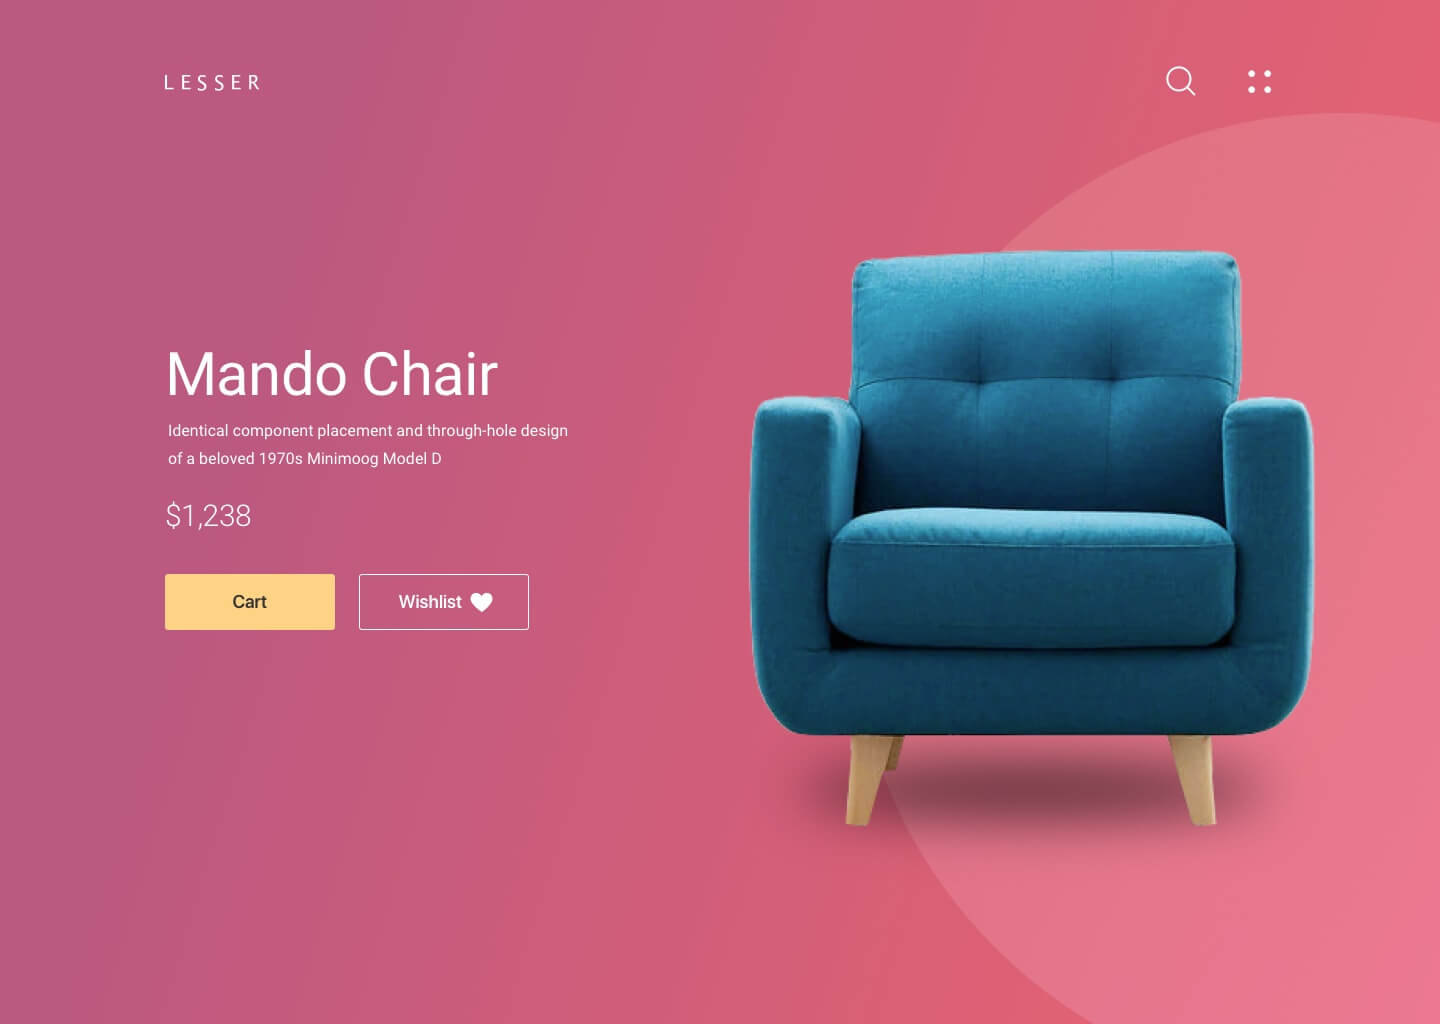 LESSER
Mando Chair
Identical component placement and through-hole design
of a beloved 1970s Minimoog Model D
$1,238
Cart
Wishlist